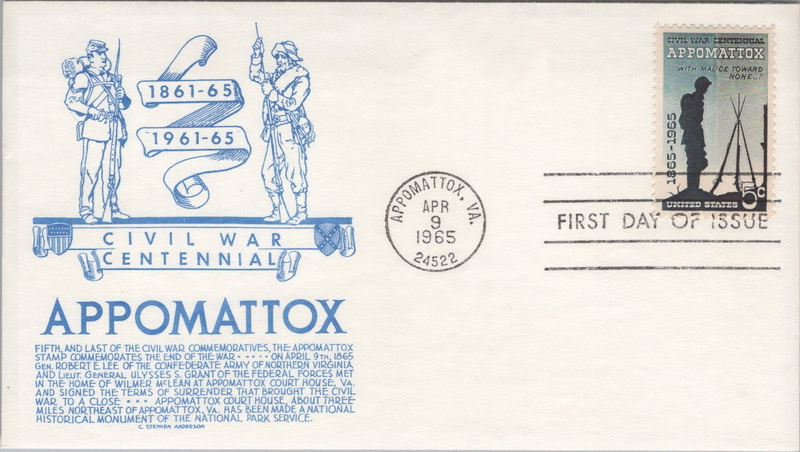 1861-65
1961-65
CIVIL WAR
CENTENNIAL
APPOMATTOX
FIFTH, AND LAST OF THE CIVIL WAR COMMEMORATIVES, THE APPOMATTOX
STAMP COMMEMORATES THE END OF THE WAR ····· ON APRIL 9TH, 1865
GEN. ROBERT E. LEE OF THE CONFEDERATE ARMY OF NORTHERN VIRGINIA,
AND LIEUT. GENERAL ULYSSES S. GRANT OF THE FEDERAL FORCES MET
IN THE HOME OF WILMER McLEAN AT APPOMATTOX COURT HOUSE, VA.
AND SIGNED THE TERMS OF SURRENDER THAT BROUGHT THE CIVIL
WAR TO A CLOSE ··· APPOMATTOX COURT HOUSE, ABOUT THREE-
MILES NORTHEAST OF APPOMATTOX, VA. HAS BEEN MADE A NATIONAL
HISTORICAL MONUMENT OF THE NATIONAL PARK SERVICE.
C. STEPHEN ANDERSON
APPOMATTOX, VA.
APR
9
1965
24522
FIRST DAY OF ISSUE
CIVIL WAR CENTENNIAL
APPOMATTOX
"WITH MALICE TOWARD
NONE..."
1865-1965
UNITED STATES 5c